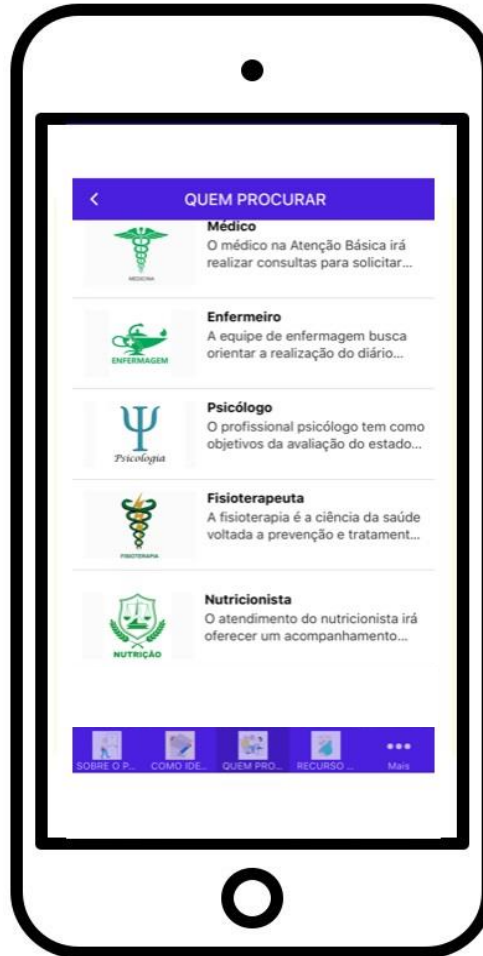 QUEM PROCURAR
Médico
O médico na Atenção Básica irá
realizar consultas para solicitar...
MEDICINA
Enfermeiro
A equipe de enfermagem busca
orientar a realização do diário...
ENFERMAGEM
Psicólogo
O profissional psicólogo tem como
objetivos da avaliação do estado...
Psicologia
Fisioterapeuta
A fisioterapia é a ciência da saúde
voltada a prevenção e tratament...
FISIOTERAPIA
Nutricionista
O atendimento do nutricionista irá
oferecer um acompanhamento...
NUTRIÇÃO
SOBRE O P... COMO IDE... QUEM PRO... RECURSO ... Mais